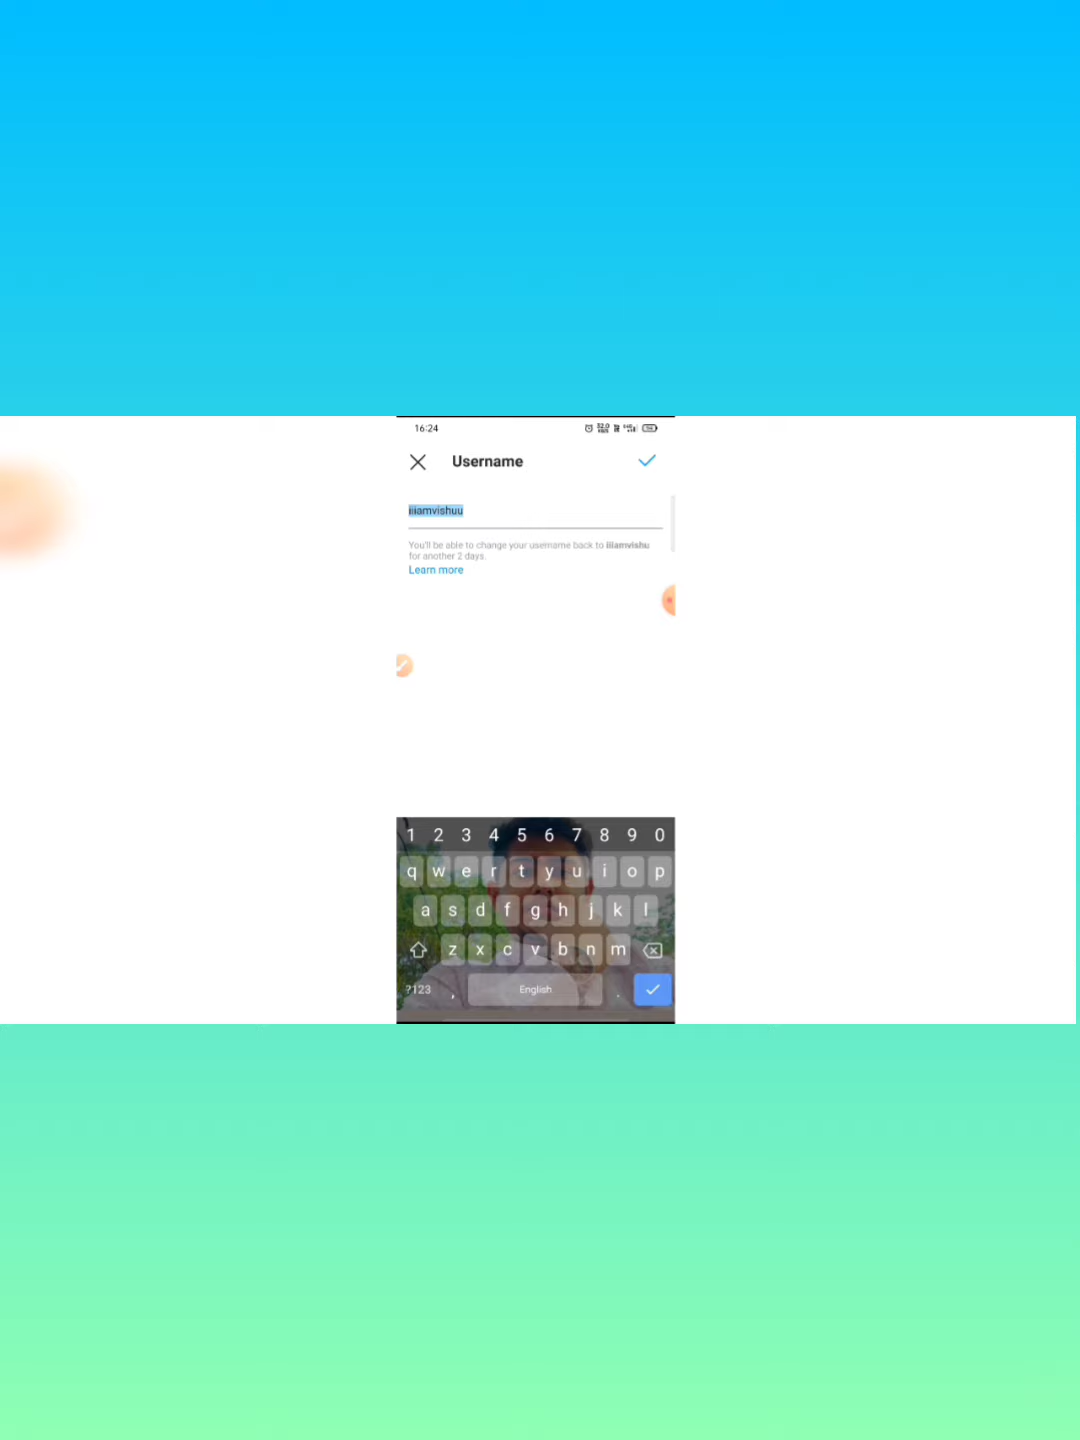 16:24
Username
iiiamvishuu
You'll be able to change your username back to iiiamvishu
for another 2 days.
Learn more
1 2 3 4 5 6 7 8 9 0
q w e r t y u i o p
a s d f g h j k l
z x c v b n m
?123 , English .